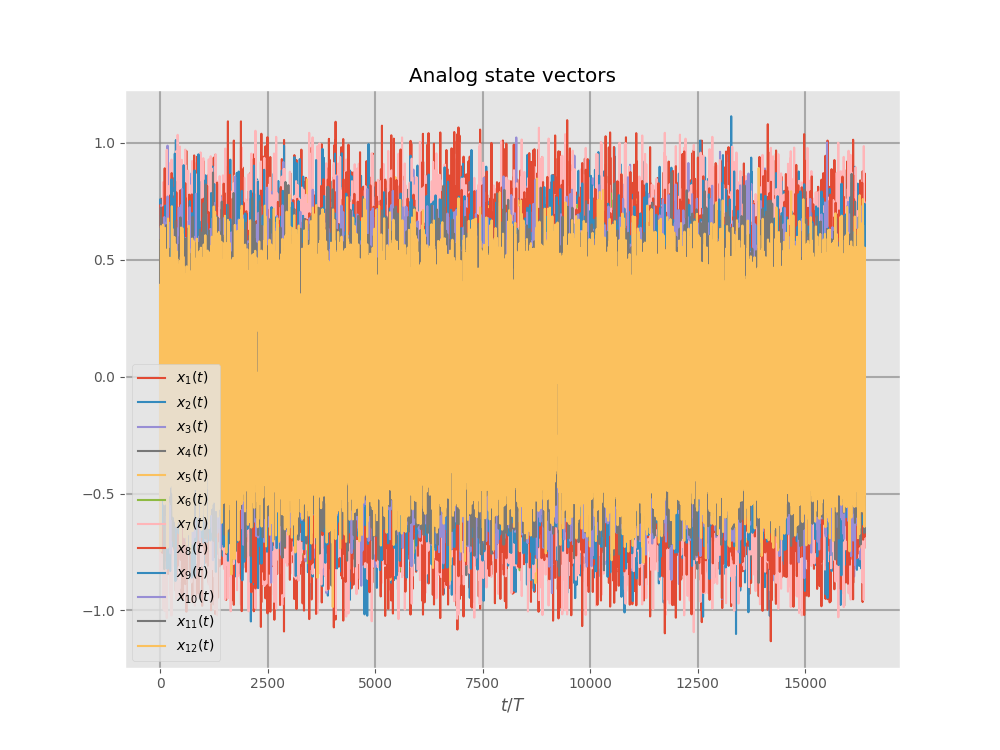 Analog state vectors
1.0
0.5
0.0
−0.5
−1.0
x₁(t)
x₂(t)
x₃(t)
x₄(t)
x₅(t)
x₆(t)
x₇(t)
x₈(t)
x₉(t)
x₁₀(t)
x₁₁(t)
x₁₂(t)
0 2500 5000 7500 10000 12500 15000
t/T